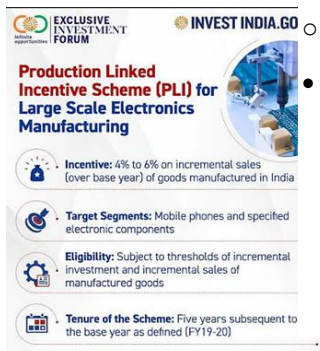 EXCLUSIVE
INVESTMENT
FORUM
Infinite
opportunities
INVEST INDIA.GO
Production Linked
Incentive Scheme (PLI) for
Large Scale Electronics
Manufacturing
Incentive: 4% to 6% on incremental sales
(over base year) of goods manufactured in India
Target Segments: Mobile phones and specified
electronic components
Eligibility: Subject to thresholds of incremental
investment and incremental sales of
manufactured goods
Tenure of the Scheme: Five years subsequent to
the base year as defined (FY19-20)